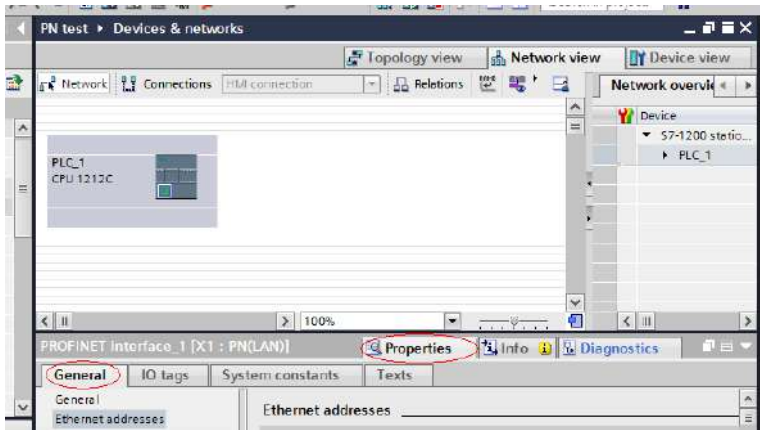 PN test ▸ Devices & networks
Topology view
Network view
Device view
Network
Connections
HMI connection
Relations
Network overvie
Device
S7-1200 statio...
PLC_1
PLC_1
CPU 1212C
100%
PROFINET Interface_1 [X1 : PN(LAN)]
Properties
Info
Diagnostics
General
IO tags
System constants
Texts
General
Ethernet addresses
Ethernet addresses